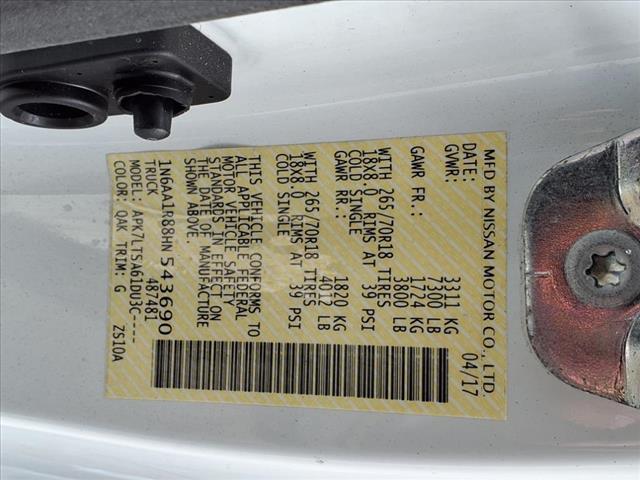 MFD BY NISSAN MOTOR CO., LTD.
DATE: 04/17
GVWR: 3311 KG
7300 LB
GAWR FR.: 1724 KG
3800 LB
WITH 265/70R18 TIRES
18X8.0 RIMS AT 39 PSI
COLD SINGLE
GAWR RR.: 1820 KG
4012 LB
WITH 265/70R18 TIRES
18X8.0 RIMS AT 39 PSI
COLD SINGLE
THIS VEHICLE CONFORMS TO
ALL APPLICABLE FEDERAL
MOTOR VEHICLE SAFETY
STANDARDS IN EFFECT ON
THE DATE OF MANUFACTURE
SHOWN ABOVE.
1N6AA1R88HN 543690
TRUCK 487481
MODEL: APK7LTSA61DU3C----
COLOR: QAK TRIM: G ZS10A